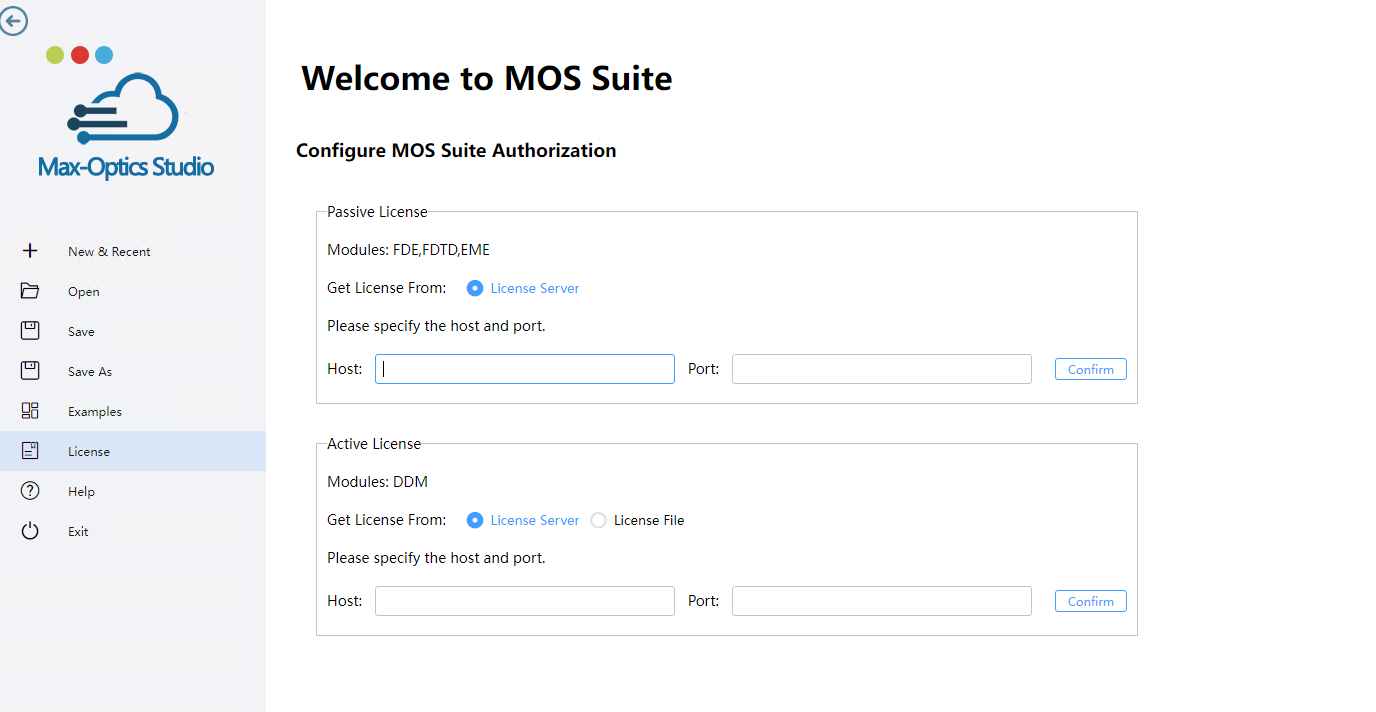 Max-Optics Studio
New & Recent
Open
Save
Save As
Examples
License
Help
Exit
Welcome to MOS Suite
Configure MOS Suite Authorization
Passive License
Modules: FDE,FDTD,EME
Get License From: License Server
Please specify the host and port.
Host: Port: Confirm
Active License
Modules: DDM
Get License From: License Server License File
Please specify the host and port.
Host: Port: Confirm